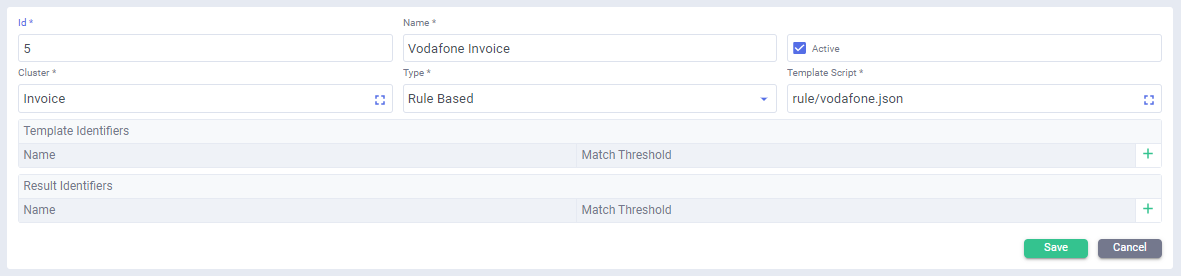 Id *
Name *
5
Vodafone Invoice
Active
Cluster *
Type *
Template Script *
Invoice
Rule Based
rule/vodafone.json
Template Identifiers
Name
Match Threshold
+
Result Identifiers
Name
Match Threshold
+
Save
Cancel